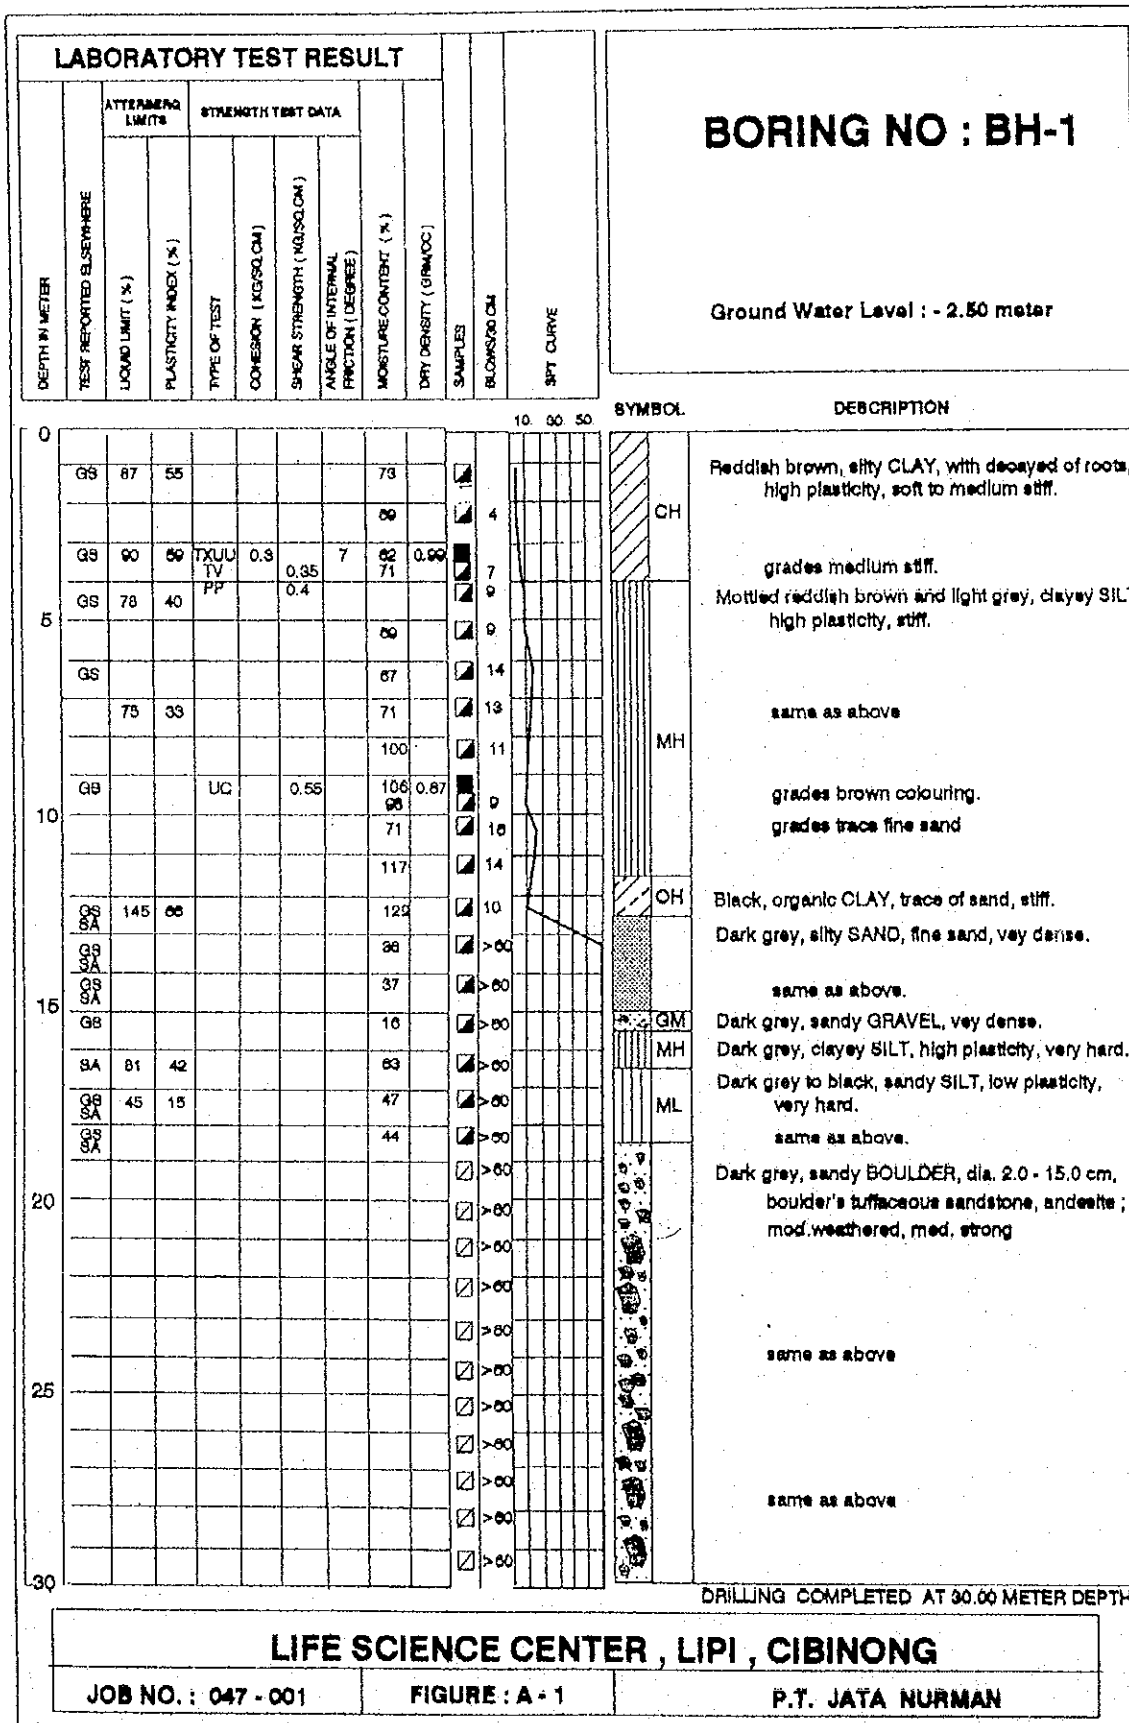 LABORATORY TEST RESULT
ATTERBERG LIMITS
STRENGTH TEST DATA
DEPTH IN METER
TEST REPORTED ELSEWHERE
LIQUID LIMIT ( % )
PLASTICITY INDEX ( % )
TYPE OF TEST
COHESION ( KG/SQ.CM )
SHEAR STRENGTH ( KG/SQ.CM )
ANGLE OF INTERNAL FRICTION ( DEGREE )
MOISTURE CONTENT ( % )
DRY DENSITY ( GRM/CC )
SAMPLES
BLOWS/30 CM
SPT CURVE
BORING NO : BH-1
Ground Water Level : - 2.50 meter
10. 30. 50.
SYMBOL
DESCRIPTION
0
GS 87 55 73
Reddish brown, silty CLAY, with decayed of roots,
high plasticity, soft to medium stiff.
4
CH
GS 90 TXUU 0.3 7 0.99
TV 0.35 71 7
grades medium stiff.
PP 0.4 9
Mottled reddish brown and light grey, clayey SILT
GS 78 40
high plasticity, stiff.
5
9
GS 67 14
75 33 71 13
same as above
100 11
MH
GS UC 0.55 106 0.87
9
grades brown colouring.
10
71
grades trace fine sand
117 14
OH
Black, organic CLAY, trace of sand, stiff.
GS SA 145 10
Dark grey, silty SAND, fine sand, vey dense.
GS SA >60
GS SA 37 >60
same as above.
15
GS 16 >60
GM
Dark grey, sandy GRAVEL, vey dense.
MH
Dark grey, clayey SILT, high plasticity, very hard.
SA 81 42 63 >60
Dark grey to black, sandy SILT, low plasticity,
very hard.
GS SA 45 15 47 >60
ML
GS SA 44 >60
same as above.
>60
Dark grey, sandy BOULDER, dia. 2.0 - 15.0 cm,
boulder's tuffaceous sandstone, andesite ;
mod.weathered, med. strong
20
>60
>60
>60
>60
same as above
>60
25
>60
>60
>60
same as above
>60
>60
30
DRILLING COMPLETED AT 30.00 METER DEPTH
LIFE SCIENCE CENTER , LIPI , CIBINONG
JOB NO. : 047 - 001
FIGURE : A - 1
P.T. JATA NURMAN